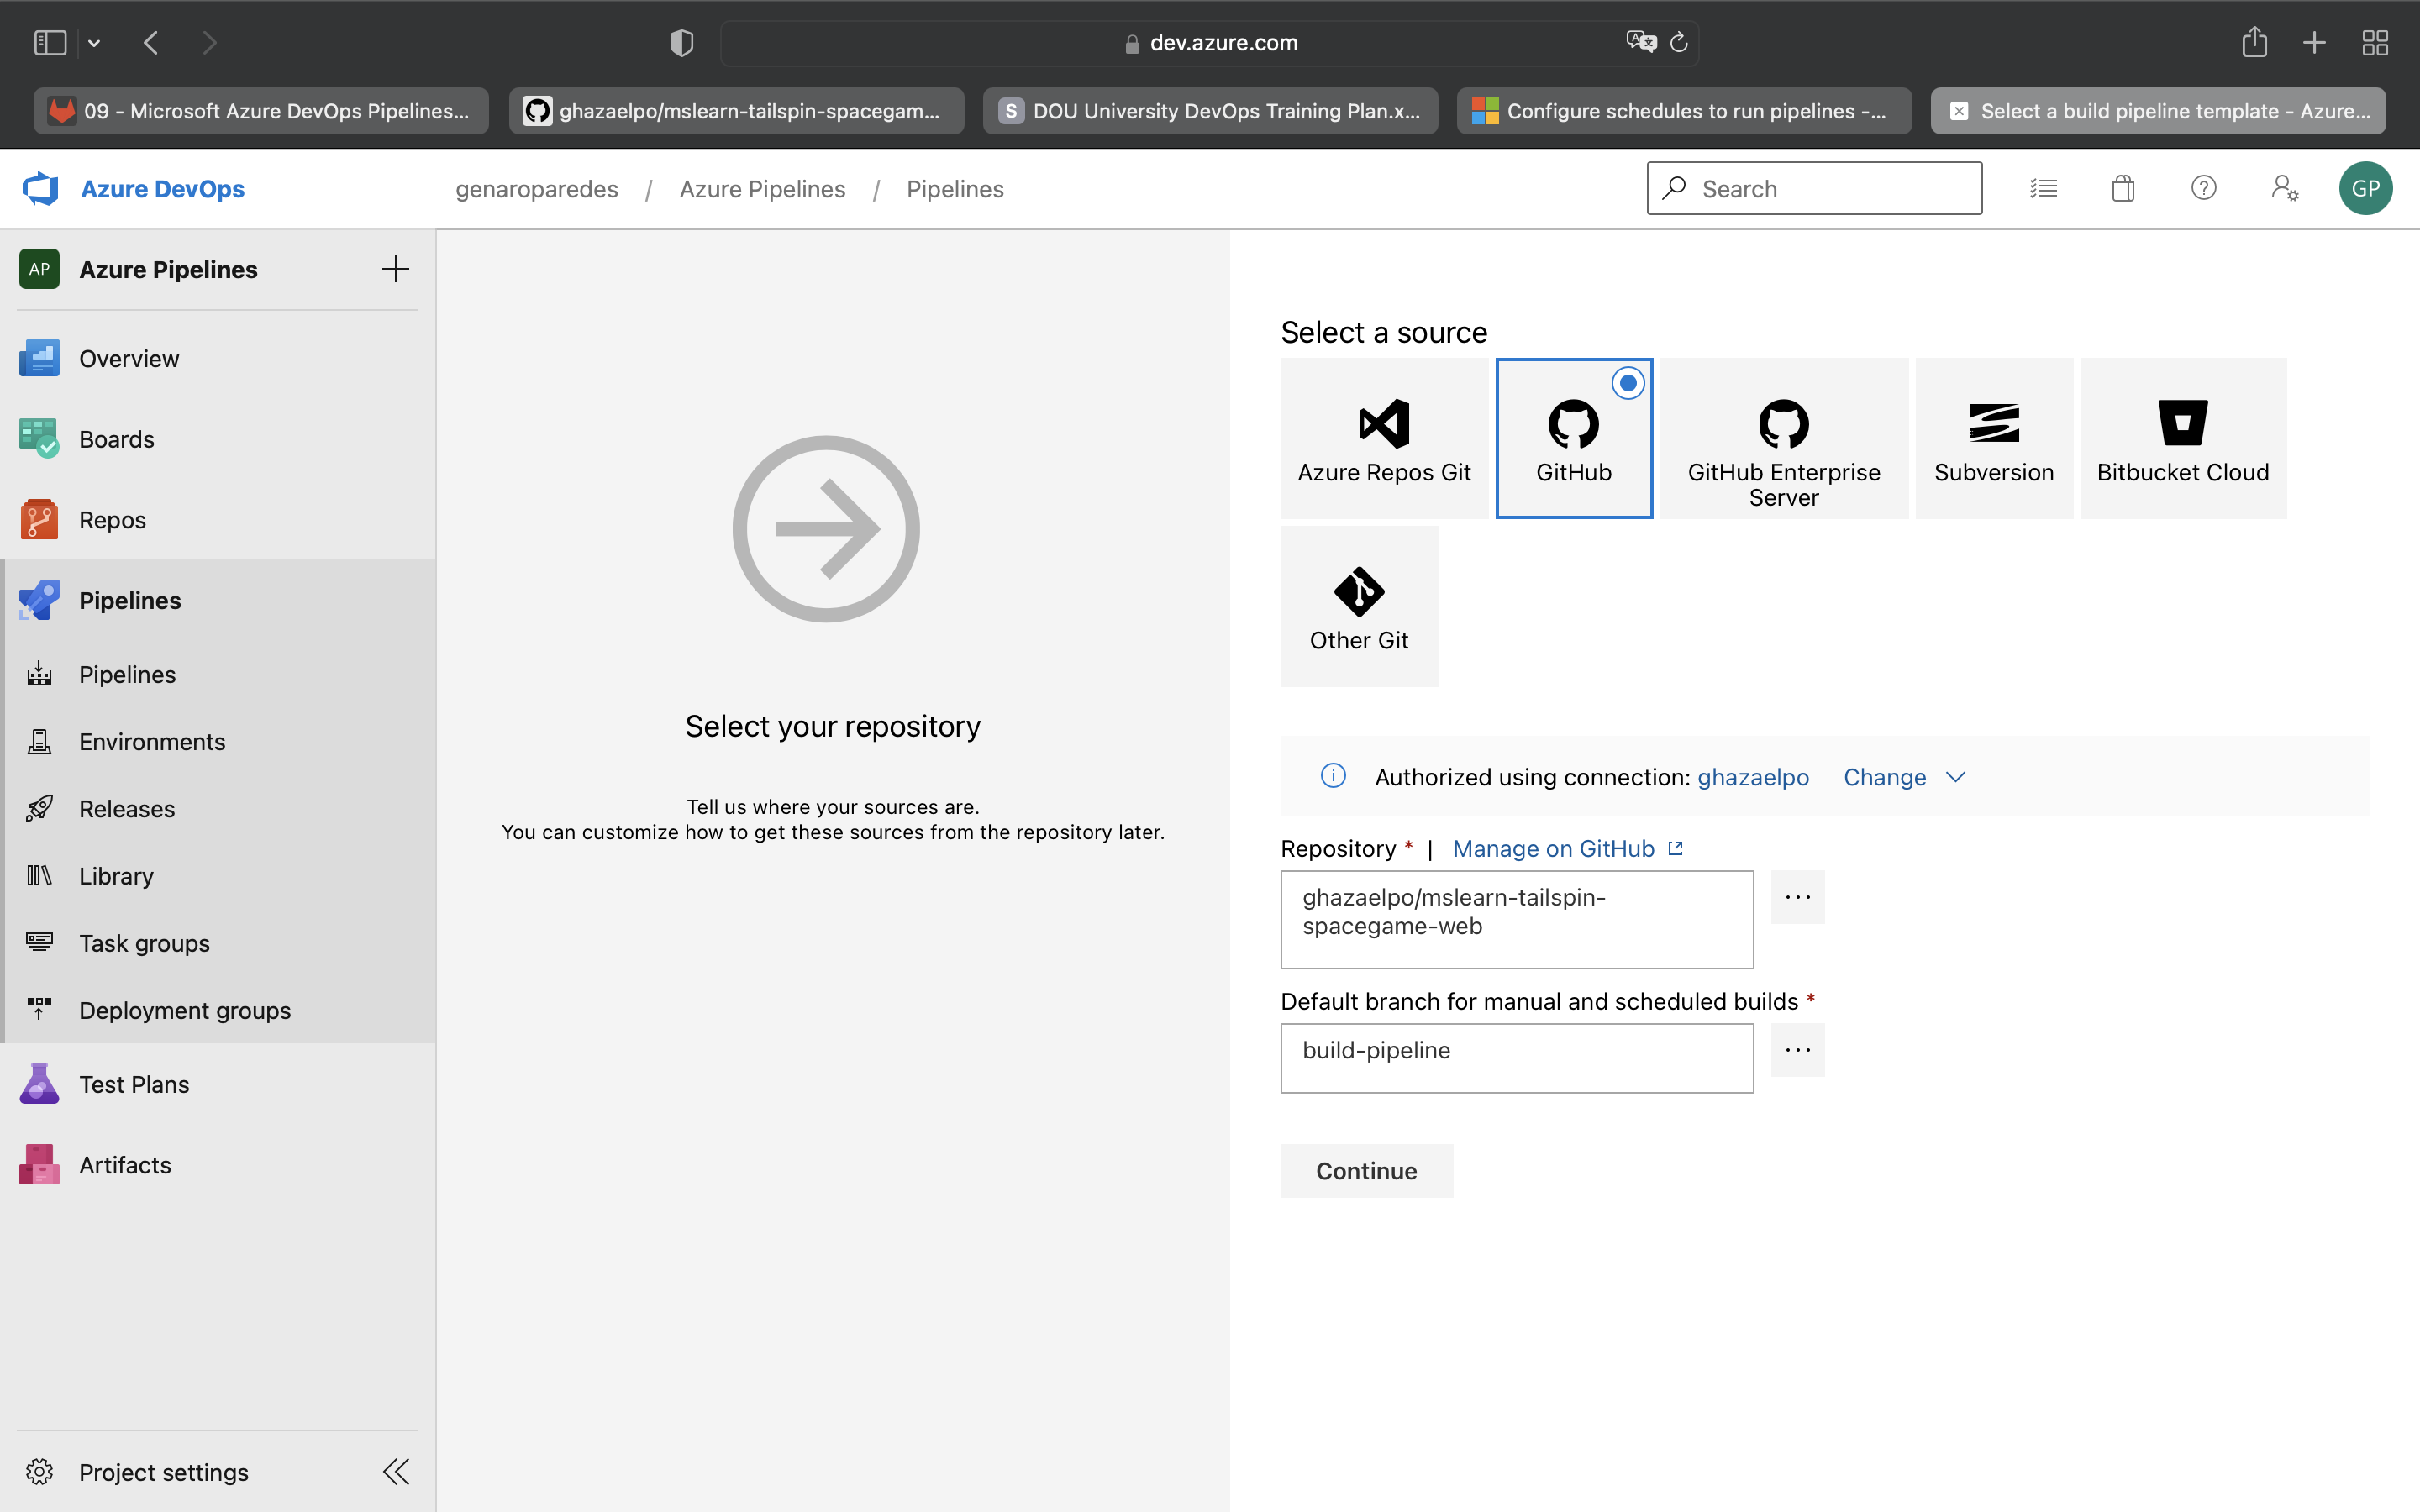 dev.azure.com
09 - Microsoft Azure DevOps Pipelines...
ghazaelpo/mslearn-tailspin-spacegam...
S DOU University DevOps Training Plan.x...
Configure schedules to run pipelines -...
Select a build pipeline template - Azure...
Azure DevOps
genaroparedes / Azure Pipelines / Pipelines
Search
GP
AP Azure Pipelines
Overview
Boards
Repos
Pipelines
Pipelines
Environments
Releases
Library
Task groups
Deployment groups
Test Plans
Artifacts
Project settings
Select your repository
Tell us where your sources are.
You can customize how to get these sources from the repository later.
Select a source
Azure Repos Git
GitHub
GitHub Enterprise
Server
Subversion
Bitbucket Cloud
Other Git
Authorized using connection: ghazaelpo Change
Repository * | Manage on GitHub
ghazaelpo/mslearn-tailspin-
spacegame-web
...
Default branch for manual and scheduled builds *
build-pipeline
...
Continue